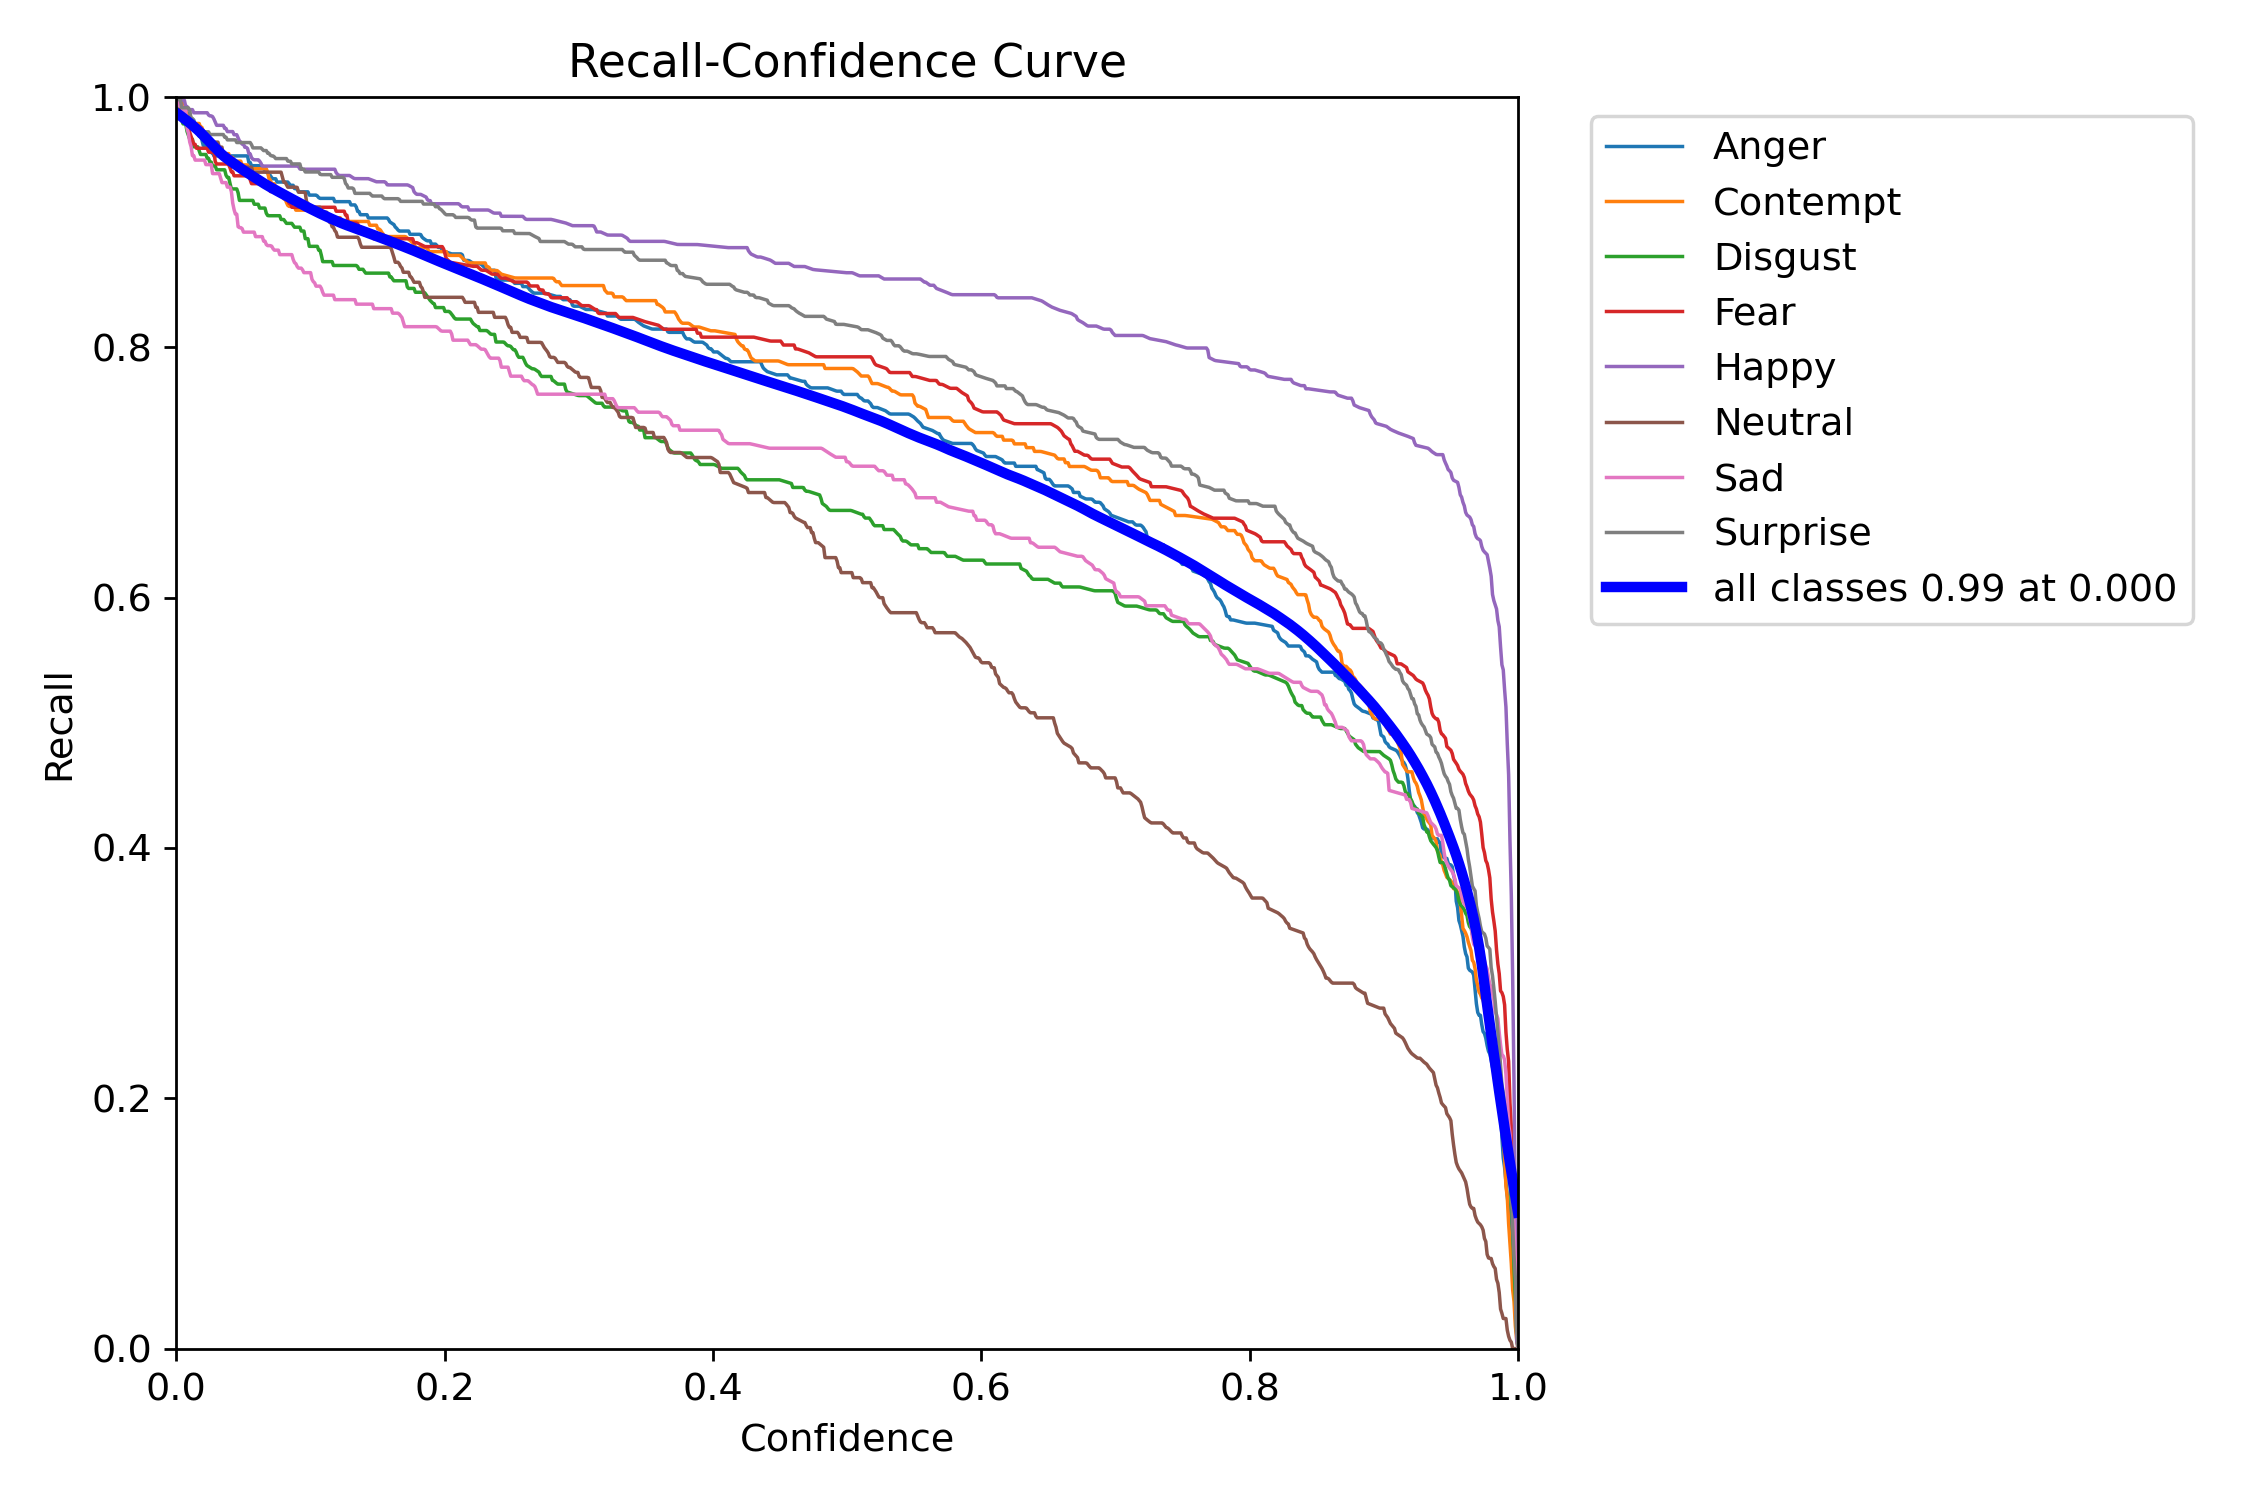 Recall-Confidence Curve
1.0
0.8
0.6
0.4
0.2
0.0
Recall
0.0 0.2 0.4 0.6 0.8 1.0
Confidence
Anger
Contempt
Disgust
Fear
Happy
Neutral
Sad
Surprise
all classes 0.99 at 0.000